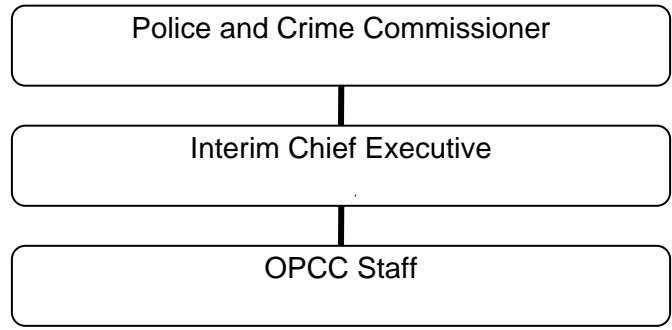 Police and Crime Commissioner
Interim Chief Executive
OPCC Staff